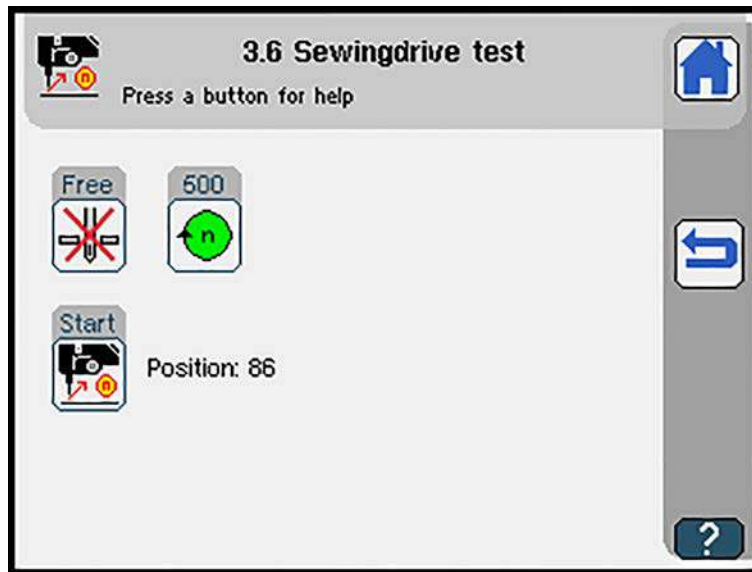 3.6 Sewingdrive test
Press a button for help
Free
500
n
Start
n
Position: 86
?